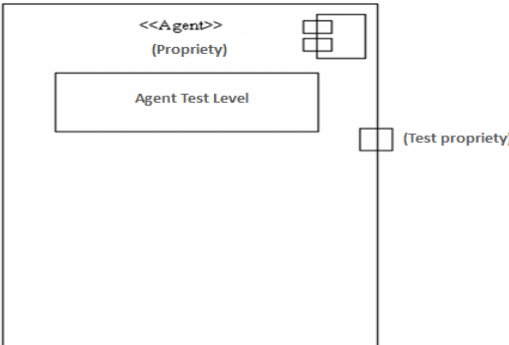 <<Agent>>
(Propriety)
Agent Test Level
(Test propriety)